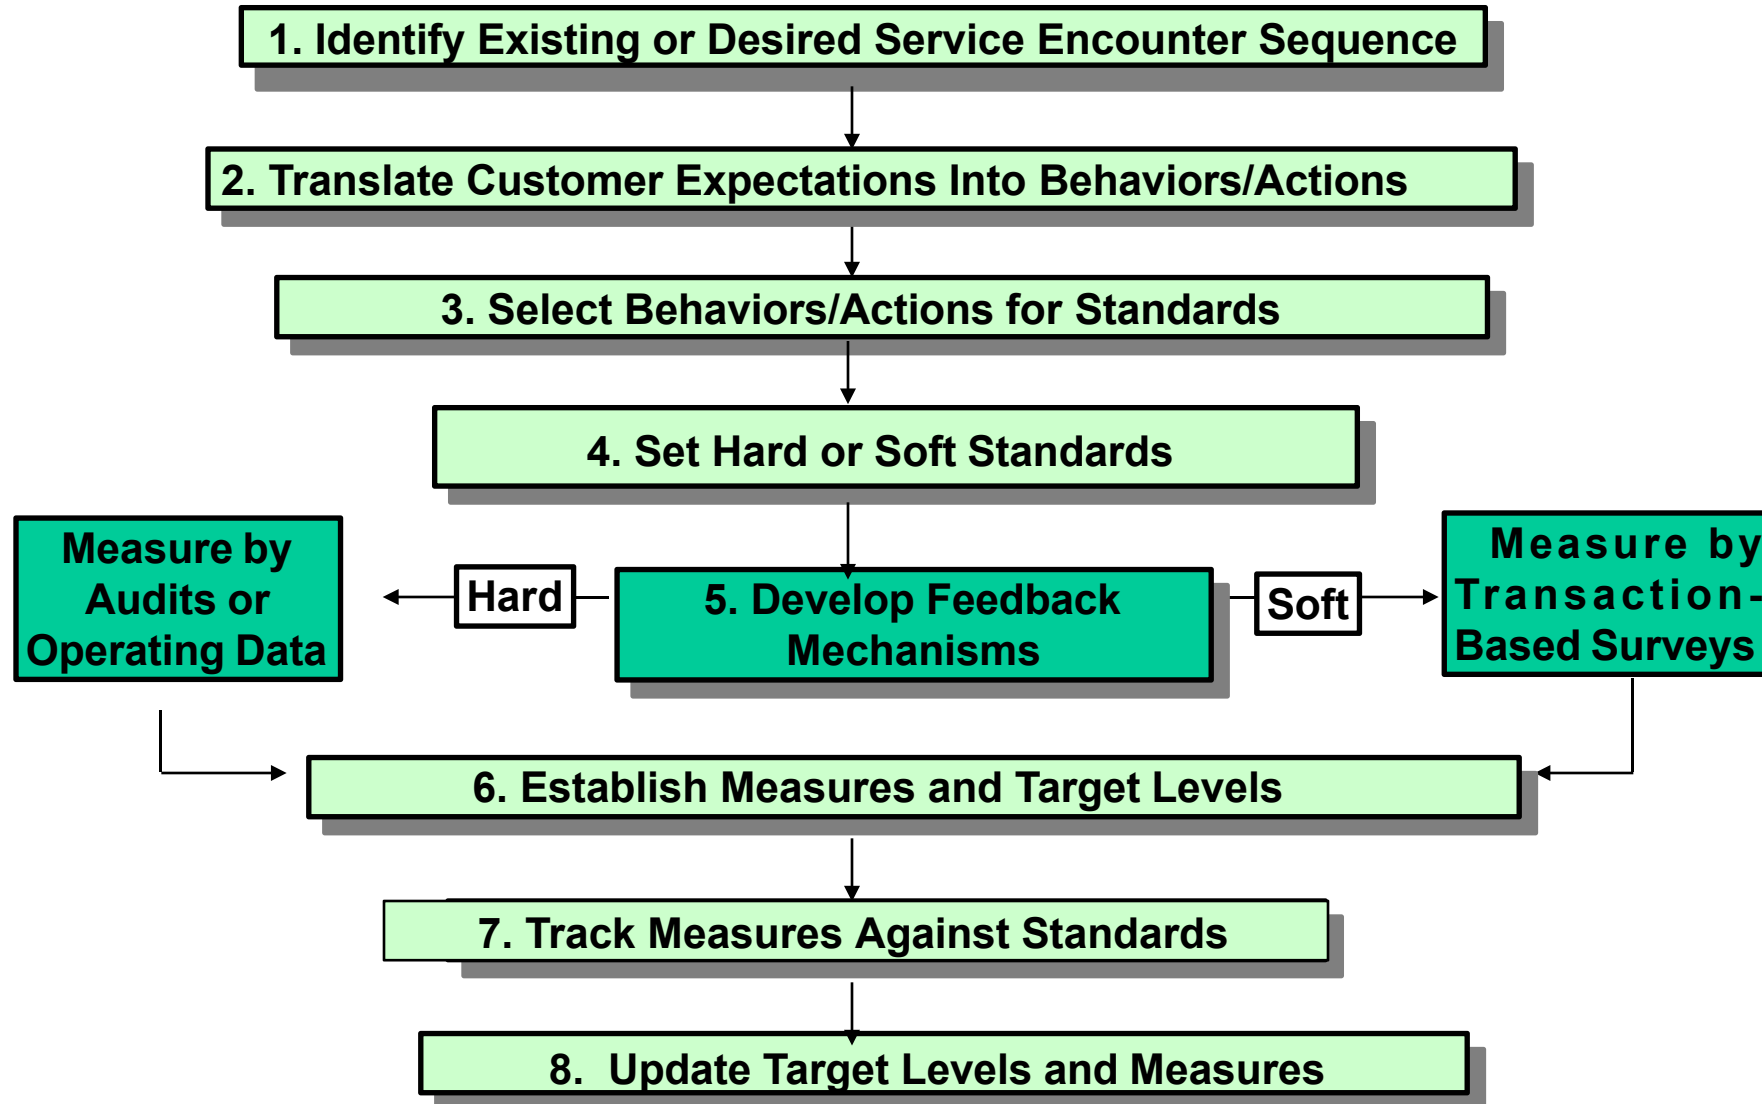 1. Identify Existing or Desired Service Encounter Sequence
2. Translate Customer Expectations Into Behaviors/Actions
3. Select Behaviors/Actions for Standards
4. Set Hard or Soft Standards
Measure by
Audits or
Operating Data
Hard
5. Develop Feedback
Mechanisms
Soft
Measure by
Transaction-
Based Surveys
6. Establish Measures and Target Levels
7. Track Measures Against Standards
8. Update Target Levels and Measures